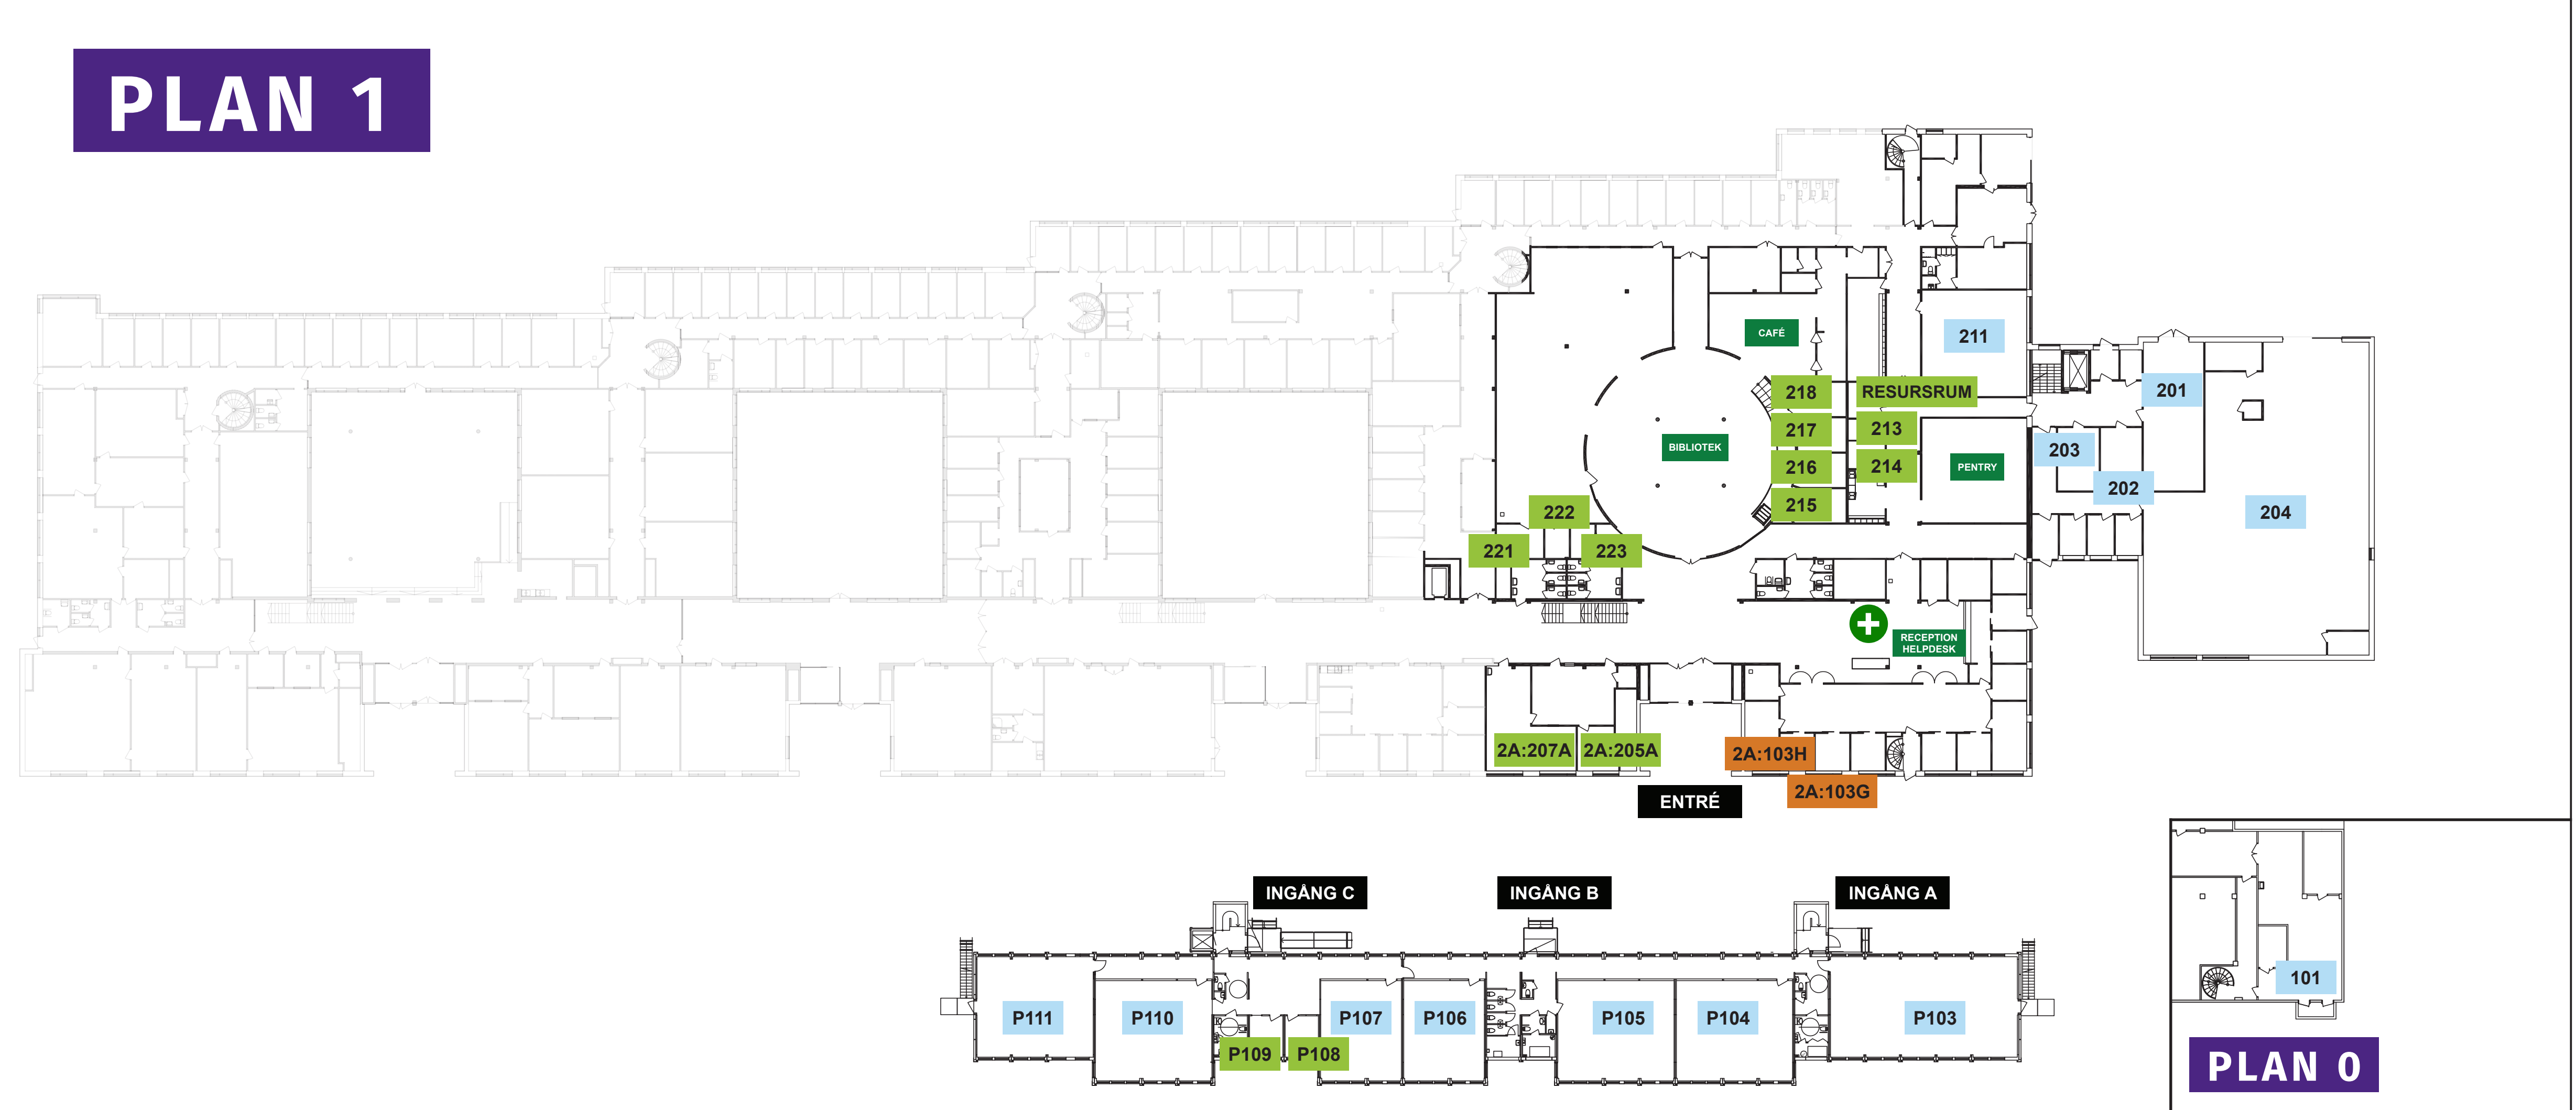 PLAN 1
CAFÉ
211
218
RESURSRUM
201
217
213
BIBLIOTEK
203
216
214
PENTRY
202
215
222
204
221
223
RECEPTION
HELPDESK
2A:207A
2A:205A
2A:103H
2A:103G
ENTRÉ
INGÅNG C
INGÅNG B
INGÅNG A
P111
P110
P107
P106
P105
P104
P103
P109
P108
101
PLAN 0